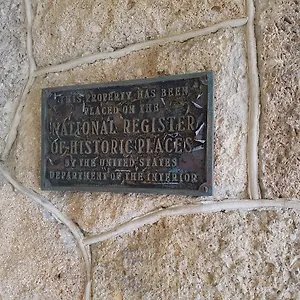 THIS PROPERTY HAS BEEN
PLACED ON THE
NATIONAL REGISTER
OF HISTORIC PLACES
BY THE UNITED STATES
DEPARTMENT OF THE INTERIOR